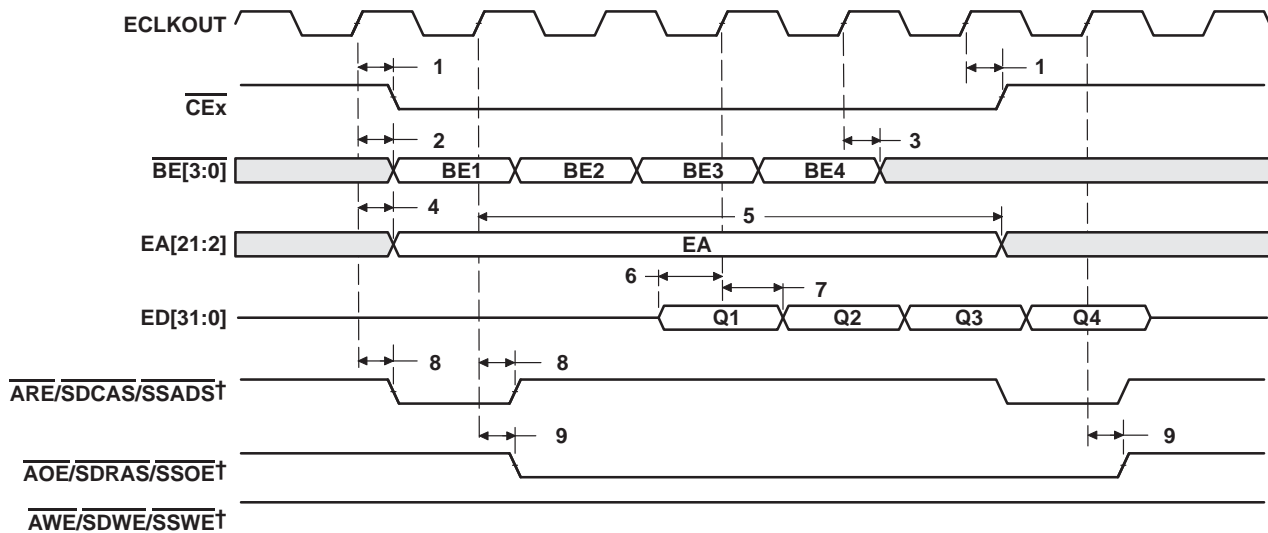 ECLKOUT
1 1
CEx
2 3
BE[3:0] BE1 BE2 BE3 BE4
4 5
EA[21:2] EA
6 7
ED[31:0] Q1 Q2 Q3 Q4
8 8
ARE/SDCAS/SSADS†
9 9
AOE/SDRAS/SSOE†
AWE/SDWE/SSWE†